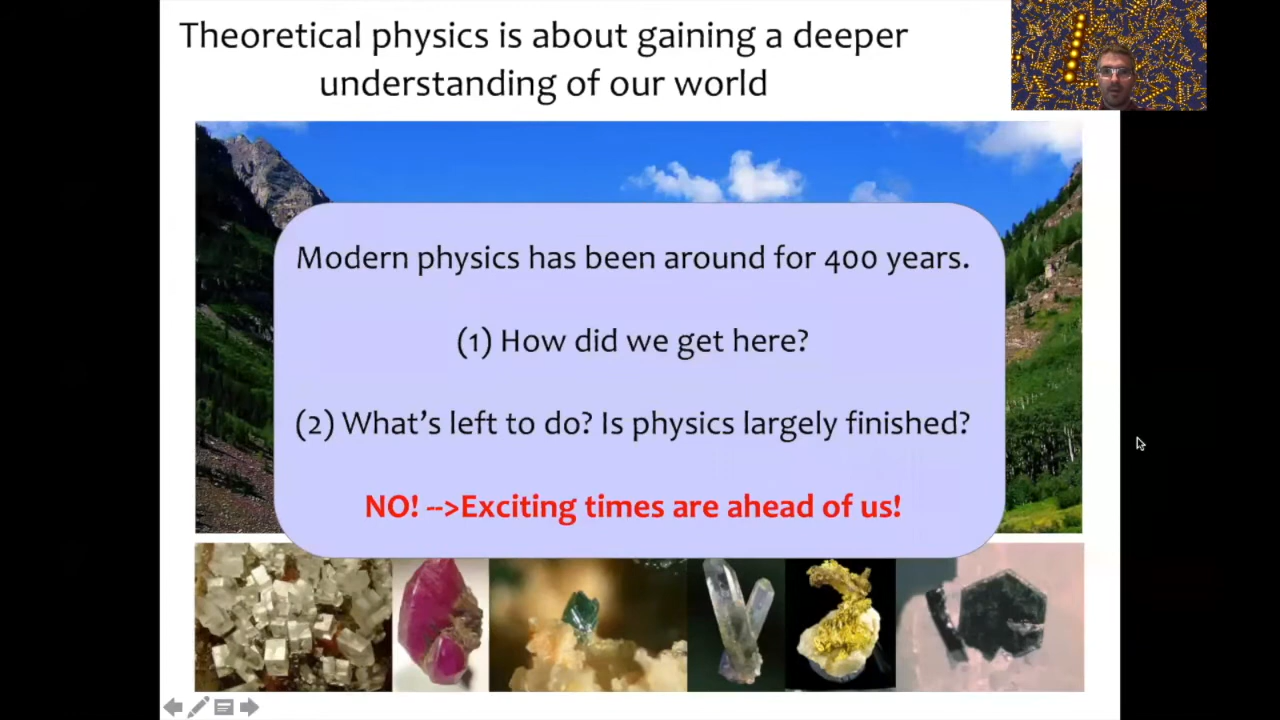 Theoretical physics is about gaining a deeper
understanding of our world
Modern physics has been around for 400 years.
(1) How did we get here?
(2) What's left to do? Is physics largely finished?
NO! -->Exciting times are ahead of us!